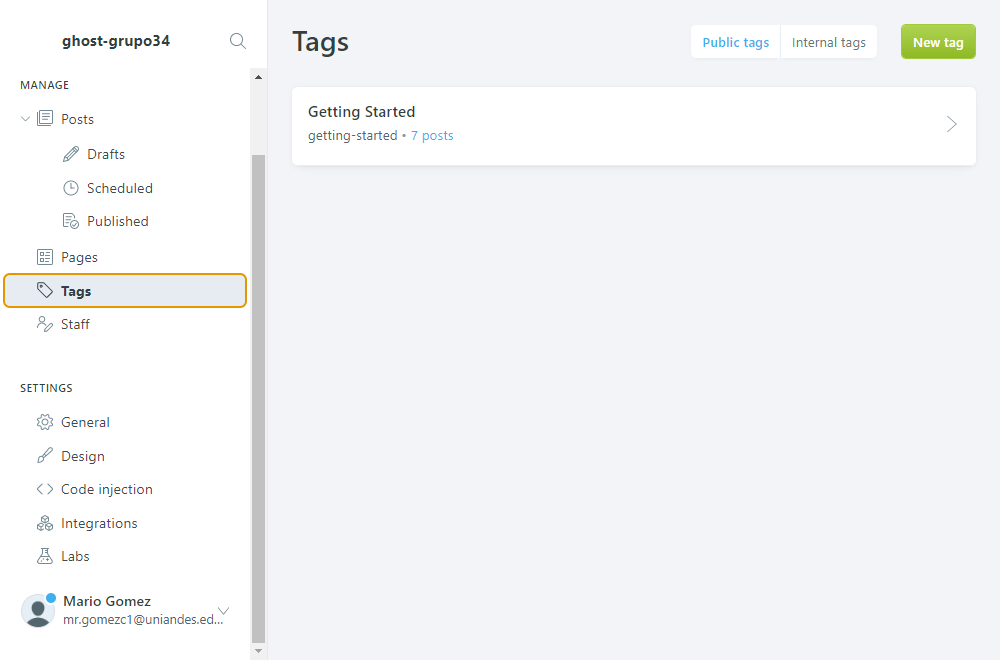 ghost-grupo34
MANAGE
Posts
Drafts
Scheduled
Published
Pages
Tags
Staff
SETTINGS
General
Design
Code injection
Integrations
Labs
Mario Gomez
mr.gomezc1@uniandes.ed...
Tags
Public tags
Internal tags
New tag
Getting Started
getting-started • 7 posts